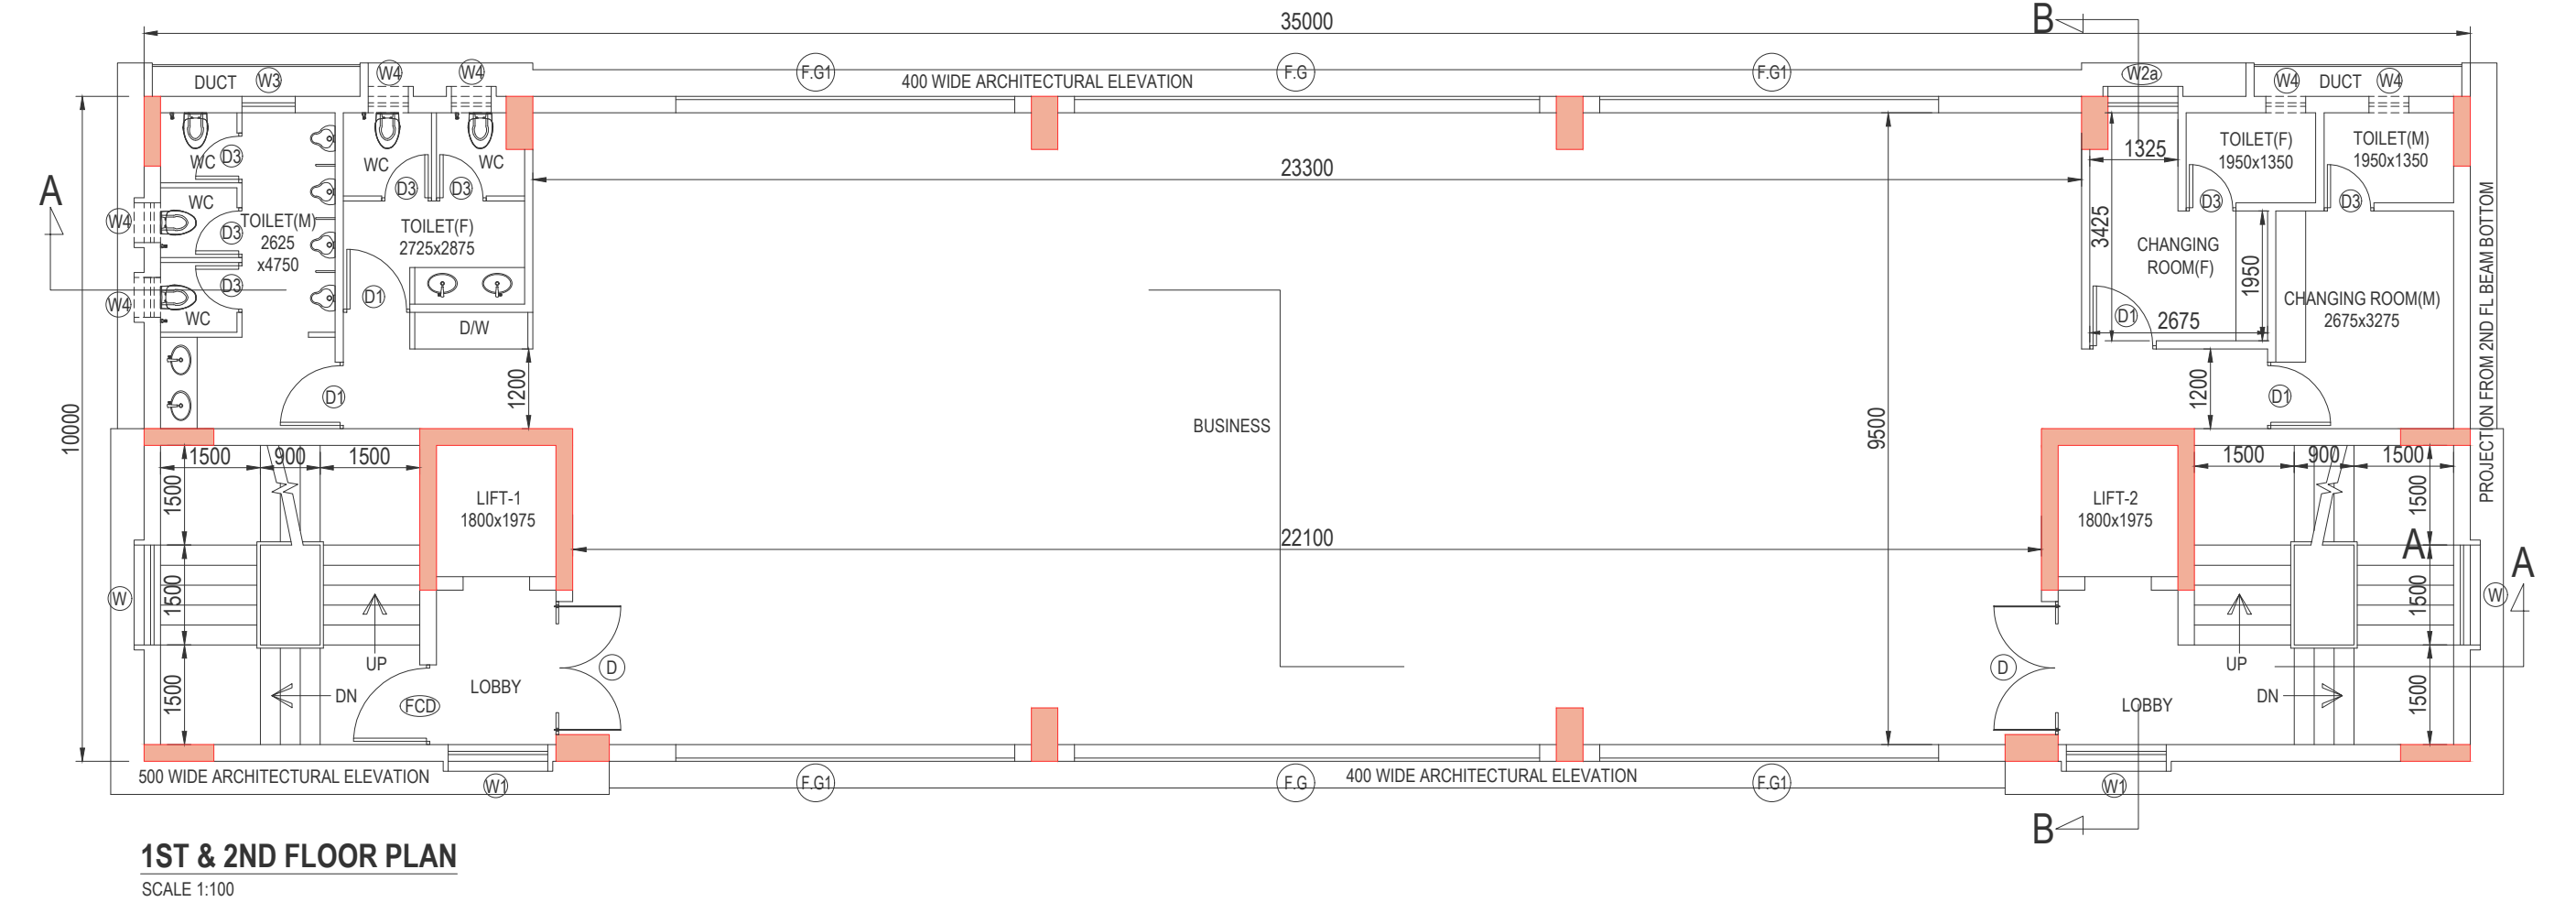 35000
B
DUCT
W3
W4
W4
F.G1
400 WIDE ARCHITECTURAL ELEVATION
F.G
F.G1
W2a
W4
DUCT
W4
WC
D3
WC
D3
D3
WC
1325
TOILET(F)
1950x1350
TOILET(M)
1950x1350
23300
A
W4
WC
D3
TOILET(M)
2625
x4750
TOILET(F)
2725x2875
3425
D3
D3
CHANGING
ROOM(F)
1950
PROJECTION FROM 2ND FL BEAM BOTTOM
W4
D3
WC
D1
D/W
D1
2675
CHANGING ROOM(M)
2675x3275
10000
D1
1200
BUSINESS
9500
1200
D1
1500
900
1500
1500
900
1500
1500
LIFT-1
1800x1975
LIFT-2
1800x1975
1500
22100
A
A
W
1500
1500
W
UP
D
D
UP
1500
DN
LOBBY
FCD
LOBBY
DN
1500
500 WIDE ARCHITECTURAL ELEVATION
W1
F.G1
F.G
400 WIDE ARCHITECTURAL ELEVATION
F.G1
W1
B
1ST & 2ND FLOOR PLAN
SCALE 1:100